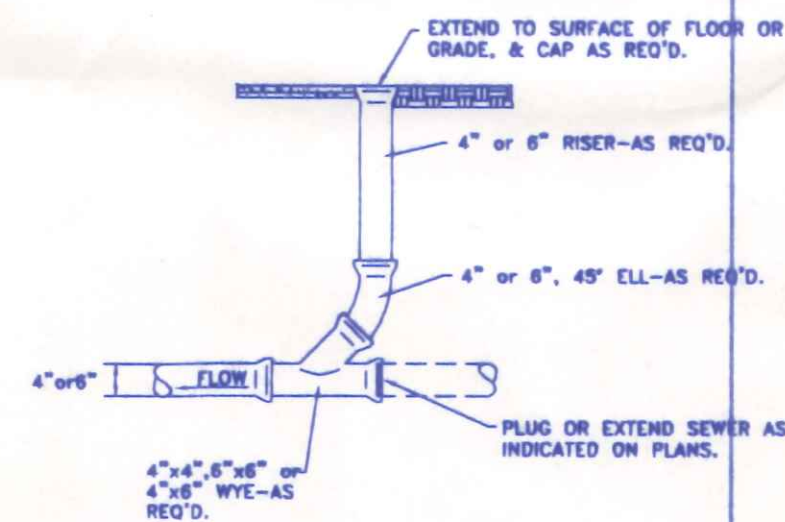 EXTEND TO SURFACE OF FLOOR OR
GRADE, & CAP AS REQ'D.
4" or 6" RISER-AS REQ'D.
4" or 6", 45° ELL-AS REQ'D.
4"or6"
FLOW
PLUG OR EXTEND SEWER AS
INDICATED ON PLANS.
4"x4",6"x6" or
4"x6" WYE-AS
REQ'D.